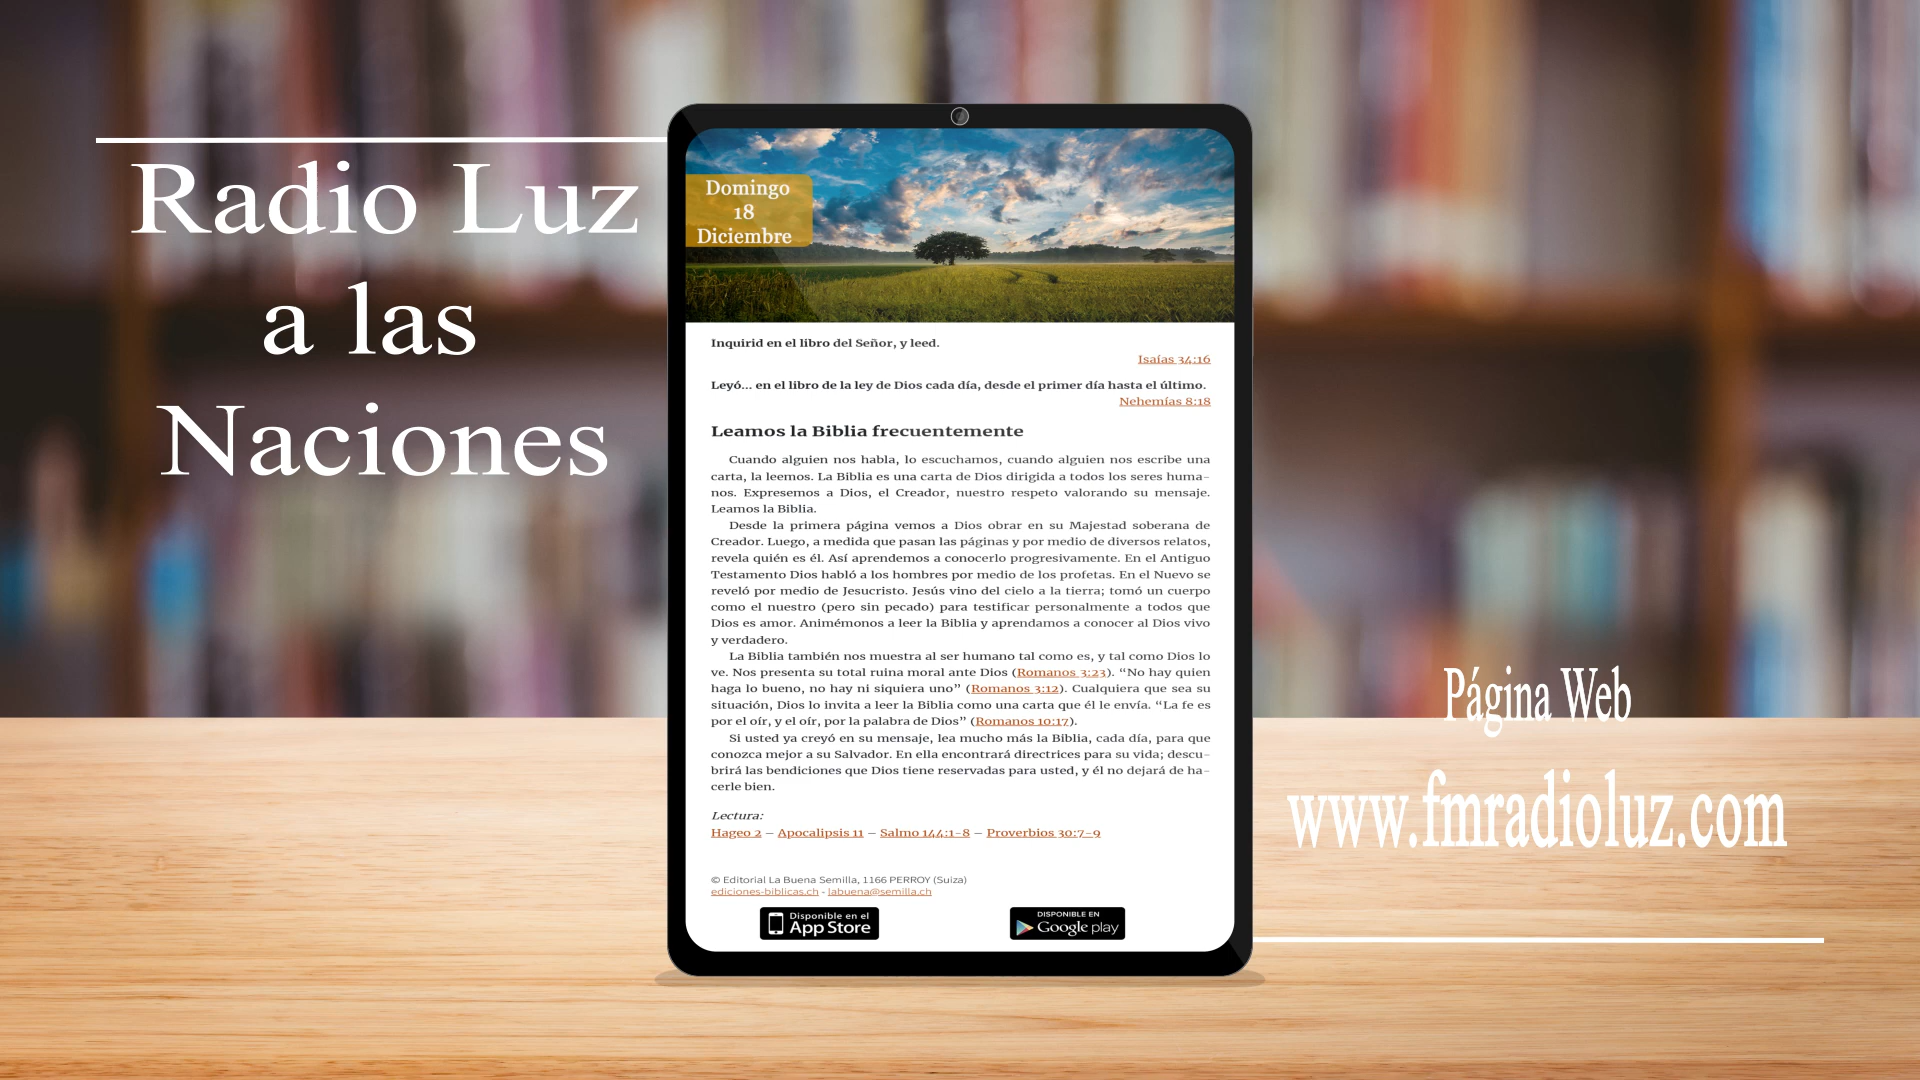 Radio Luz
a las
Naciones
Domingo
18
Diciembre
Inquirid en el libro del Señor, y leed.
Isaías 34:16
Leyó... en el libro de la ley de Dios cada día, desde el primer día hasta el último.
Nehemías 8:18
Leamos la Biblia frecuentemente
Cuando alguien nos habla, lo escuchamos, cuando alguien nos escribe una
carta, la leemos. La Biblia es una carta de Dios dirigida a todos los seres huma-
nos. Expresemos a Dios, el Creador, nuestro respeto valorando su mensaje.
Leamos la Biblia.
Desde la primera página vemos a Dios obrar en su Majestad soberana de
Creador. Luego, a medida que pasan las páginas y por medio de diversos relatos,
revela quién es él. Así aprendemos a conocerlo progresivamente. En el Antiguo
Testamento Dios habló a los hombres por medio de los profetas. En el Nuevo se
reveló por medio de Jesucristo. Jesús vino del cielo a la tierra; tomó un cuerpo
como el nuestro (pero sin pecado) para testificar personalmente a todos que
Dios es amor. Animémonos a leer la Biblia y aprendamos a conocer al Dios vivo
y verdadero.
La Biblia también nos muestra al ser humano tal como es, y tal como Dios lo
ve. Nos presenta su total ruina moral ante Dios (Romanos 3:23). “No hay quien
haga lo bueno, no hay ni siquiera uno” (Romanos 3:12). Cualquiera que sea su
situación, Dios lo invita a leer la Biblia como una carta que él le envía. “La fe es
por el oír, y el oír, por la palabra de Dios” (Romanos 10:17).
Si usted ya creyó en su mensaje, lea mucho más la Biblia, cada día, para que
conozca mejor a su Salvador. En ella encontrará directrices para su vida; descu-
brirá las bendiciones que Dios tiene reservadas para usted, y él no dejará de ha-
cerle bien.
Lectura:
Hageo 2 – Apocalipsis 11 – Salmo 144:1-8 – Proverbios 30:7-9
© Editorial La Buena Semilla, 1166 PERROY (Suiza)
ediciones-biblicas.ch - labuena@semilla.ch
Disponible en el
App Store
DISPONIBLE EN
Google play
Página Web
www.fmradioluz.com